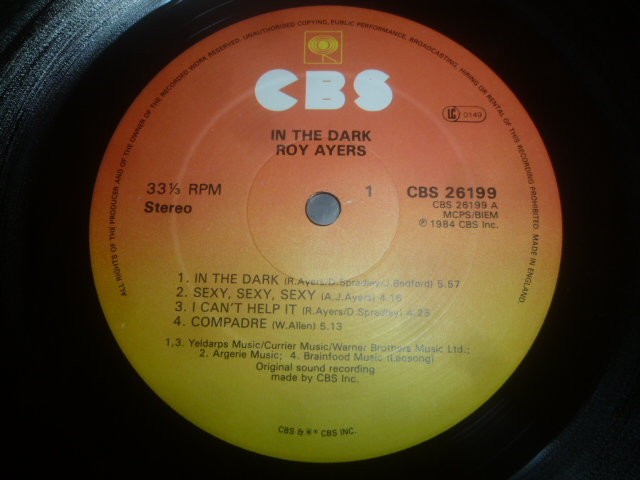 ALL RIGHTS OF THE PRODUCER AND OF THE OWNER OF THE RECORDED WORK RESERVED. UNAUTHORISED COPYING, PUBLIC PERFORMANCE, BROADCASTING, HIRING OR RENTAL OF THIS RECORDING PROHIBITED. MADE IN ENGLAND.
CBS
LC 0149
IN THE DARK
ROY AYERS
33⅓ RPM
Stereo
1
CBS 26199
CBS 26199 A
MCPS/BIEM
℗ 1984 CBS Inc.
1. IN THE DARK (R.Ayers/D.Spradley/J.Bedford) 5.57
2. SEXY, SEXY, SEXY (A.J.Ayers) 4.16
3. I CAN'T HELP IT (R.Ayers/D.Spradley) 4.25
4. COMPADRE (W.Allen) 5.13
1,3. Yeldarps Music/Currier Music/Warner Brothers Music Ltd.;
2. Argerie Music; 4. Brainfood Music (Leosong)
Original sound recording
made by CBS Inc.
CBS & CBS INC.